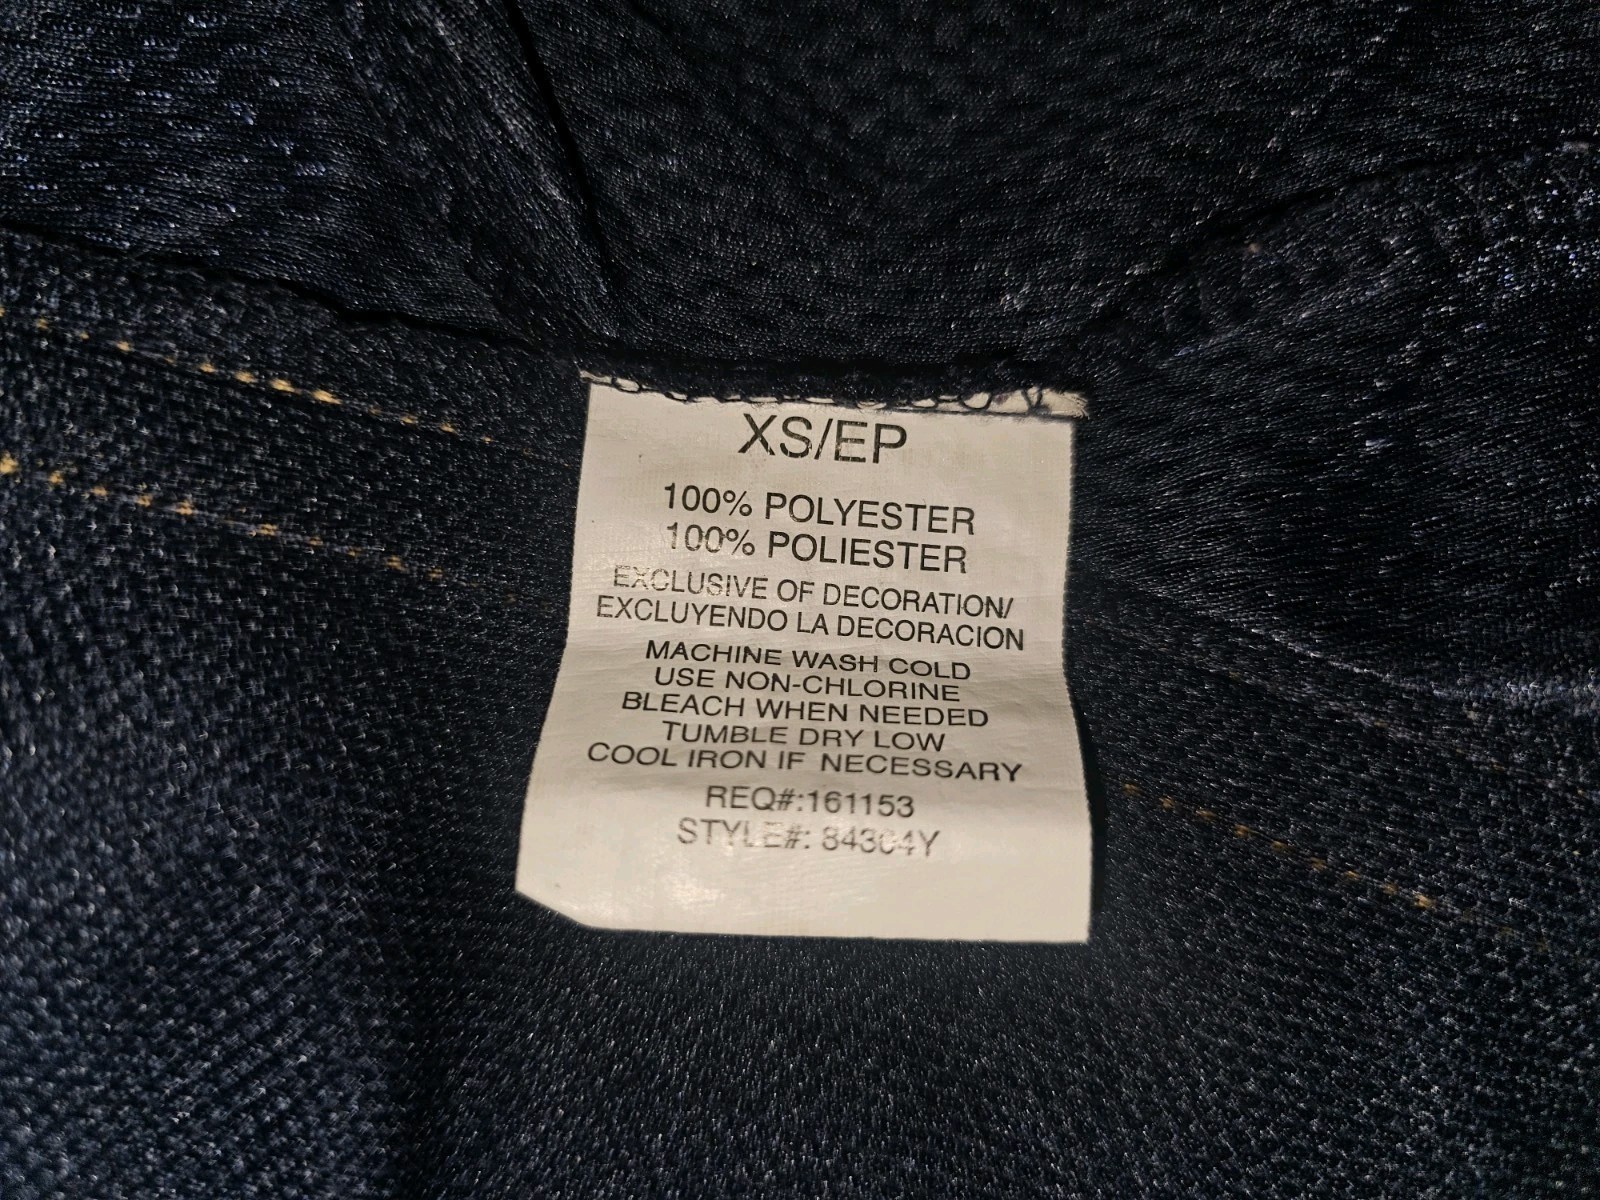 XS/EP
100% POLYESTER
100% POLIESTER
EXCLUSIVE OF DECORATION/
EXCLUYENDO LA DECORACION
MACHINE WASH COLD
USE NON-CHLORINE
BLEACH WHEN NEEDED
TUMBLE DRY LOW
COOL IRON IF NECESSARY
REQ#:161153
STYLE#: 84304Y